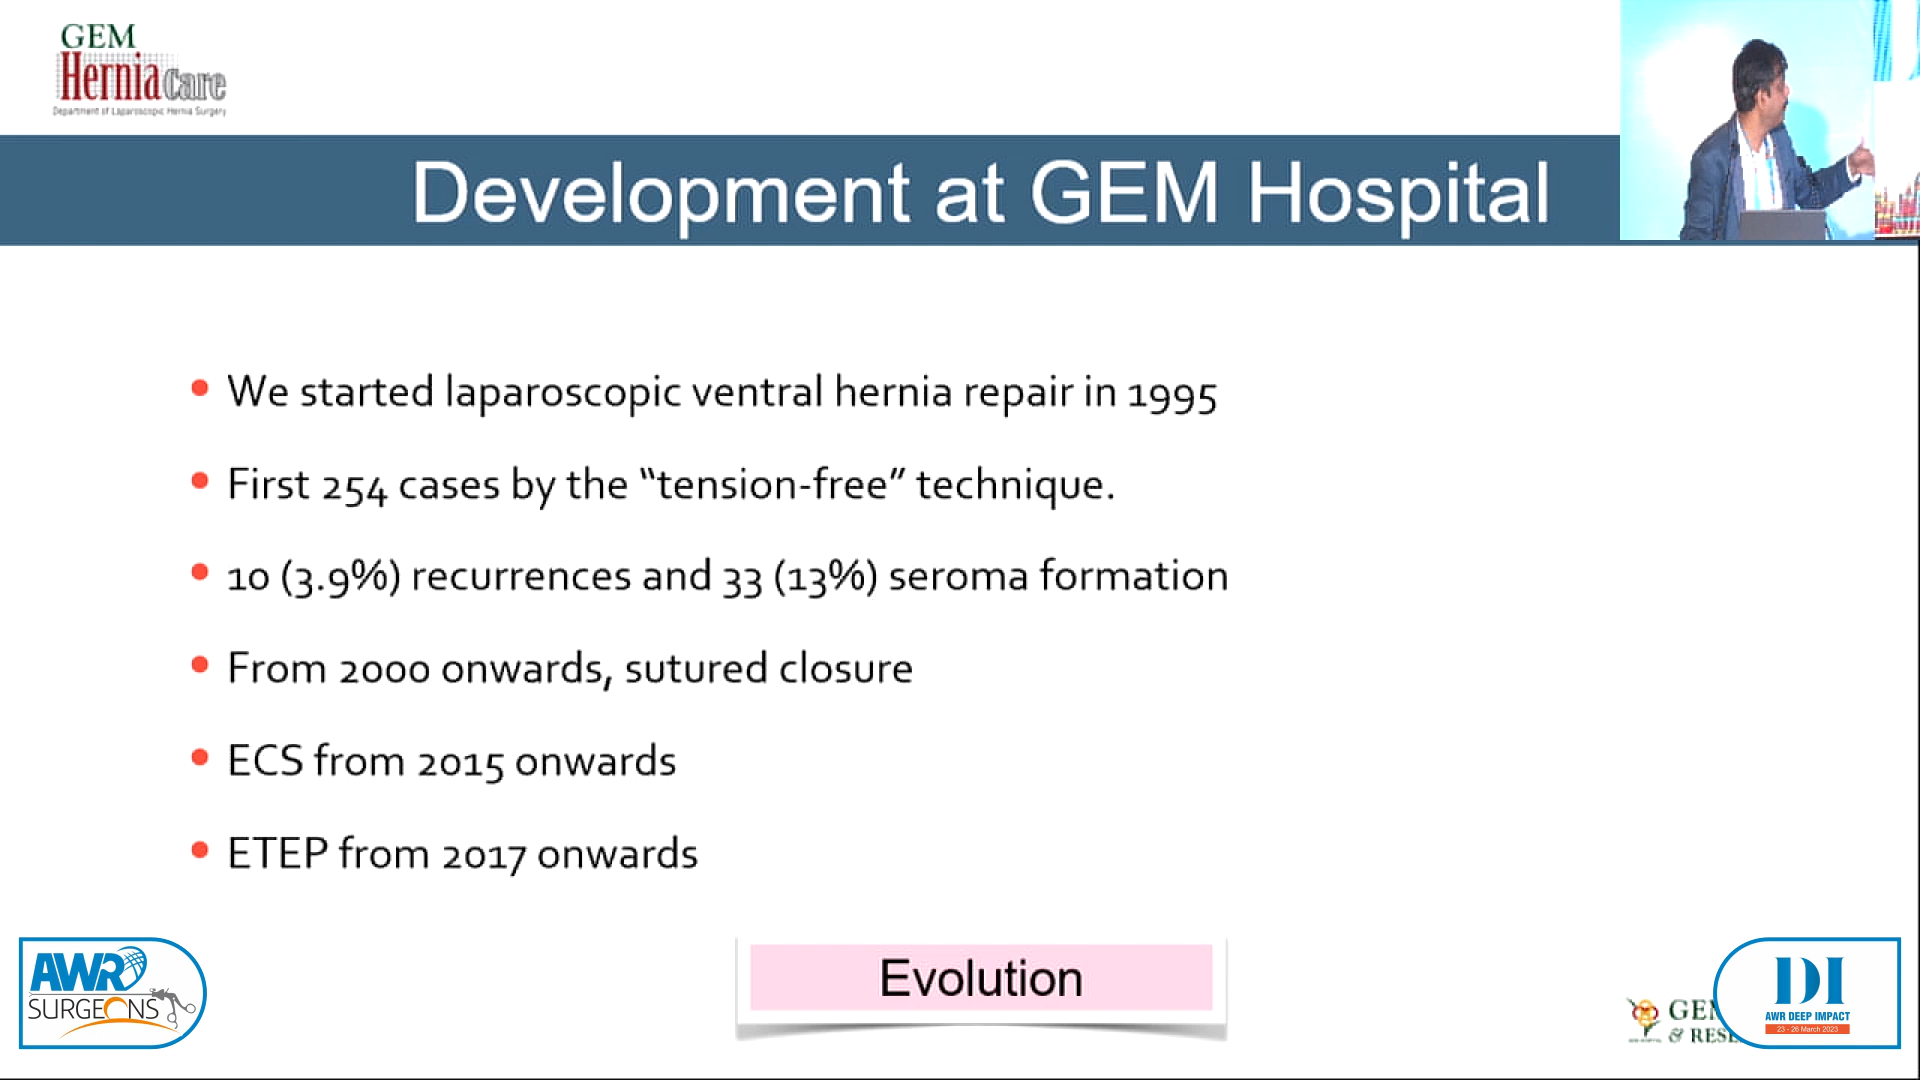 GEM
HerniaCare
Department of Laparoscopic Hernia Surgery
Development at GEM Hospital
• We started laparoscopic ventral hernia repair in 1995
• First 254 cases by the “tension-free” technique.
• 10 (3.9%) recurrences and 33 (13%) seroma formation
• From 2000 onwards, sutured closure
• ECS from 2015 onwards
• ETEP from 2017 onwards
Evolution
AWR
SURGEONS
& 
DI
AWR DEEP IMPACT
23 - 26 March 2023